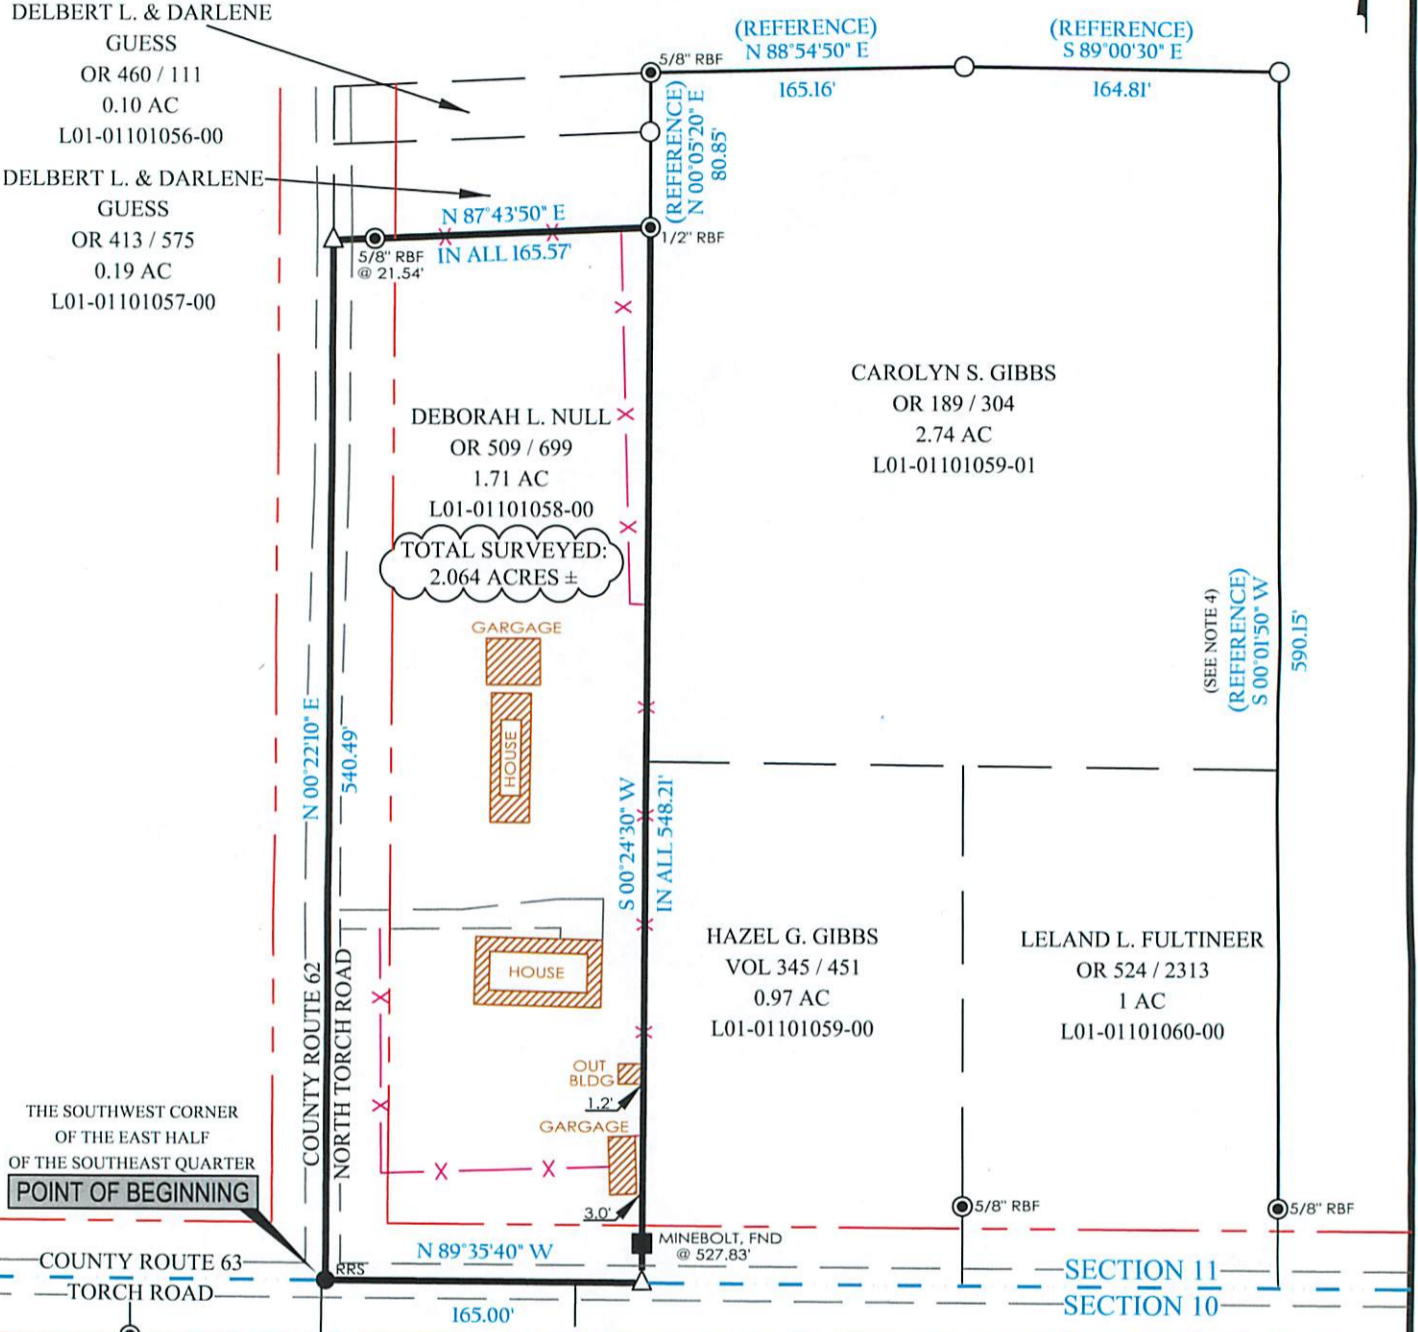 DELBERT L. & DARLENE
GUESS
OR 460 / 111
0.10 AC
L01-01101056-00
DELBERT L. & DARLENE
GUESS
OR 413 / 575
0.19 AC
L01-01101057-00
(REFERENCE)
N 88°54'50" E
165.16'
(REFERENCE)
S 89°00'30" E
164.81'
5/8" RBF
(REFERENCE)
N 00°05'20" E
80.85'
N 87°43'50" E
IN ALL 165.57'
5/8" RBF
@ 21.54'
1/2" RBF
DEBORAH L. NULL
OR 509 / 699
1.71 AC
L01-01101058-00
TOTAL SURVEYED:
2.064 ACRES ±
CAROLYN S. GIBBS
OR 189 / 304
2.74 AC
L01-01101059-01
(SEE NOTE 4)
(REFERENCE)
S 00°01'50" W
590.15'
GARGAGE
HOUSE
N 00°22'10" E
540.49'
S 00°24'30" W
IN ALL 548.21'
HOUSE
HAZEL G. GIBBS
VOL 345 / 451
0.97 AC
L01-01101059-00
LELAND L. FULTINEER
OR 524 / 2313
1 AC
L01-01101060-00
COUNTY ROUTE 62
NORTH TORCH ROAD
OUT
BLDG
1.2'
GARGAGE
3.0'
THE SOUTHWEST CORNER
OF THE EAST HALF
OF THE SOUTHEAST QUARTER
POINT OF BEGINNING
5/8" RBF
5/8" RBF
MINEBOLT, FND
@ 527.83'
N 89°35'40" W
165.00'
RRS
COUNTY ROUTE 63
TORCH ROAD
SECTION 11
SECTION 10